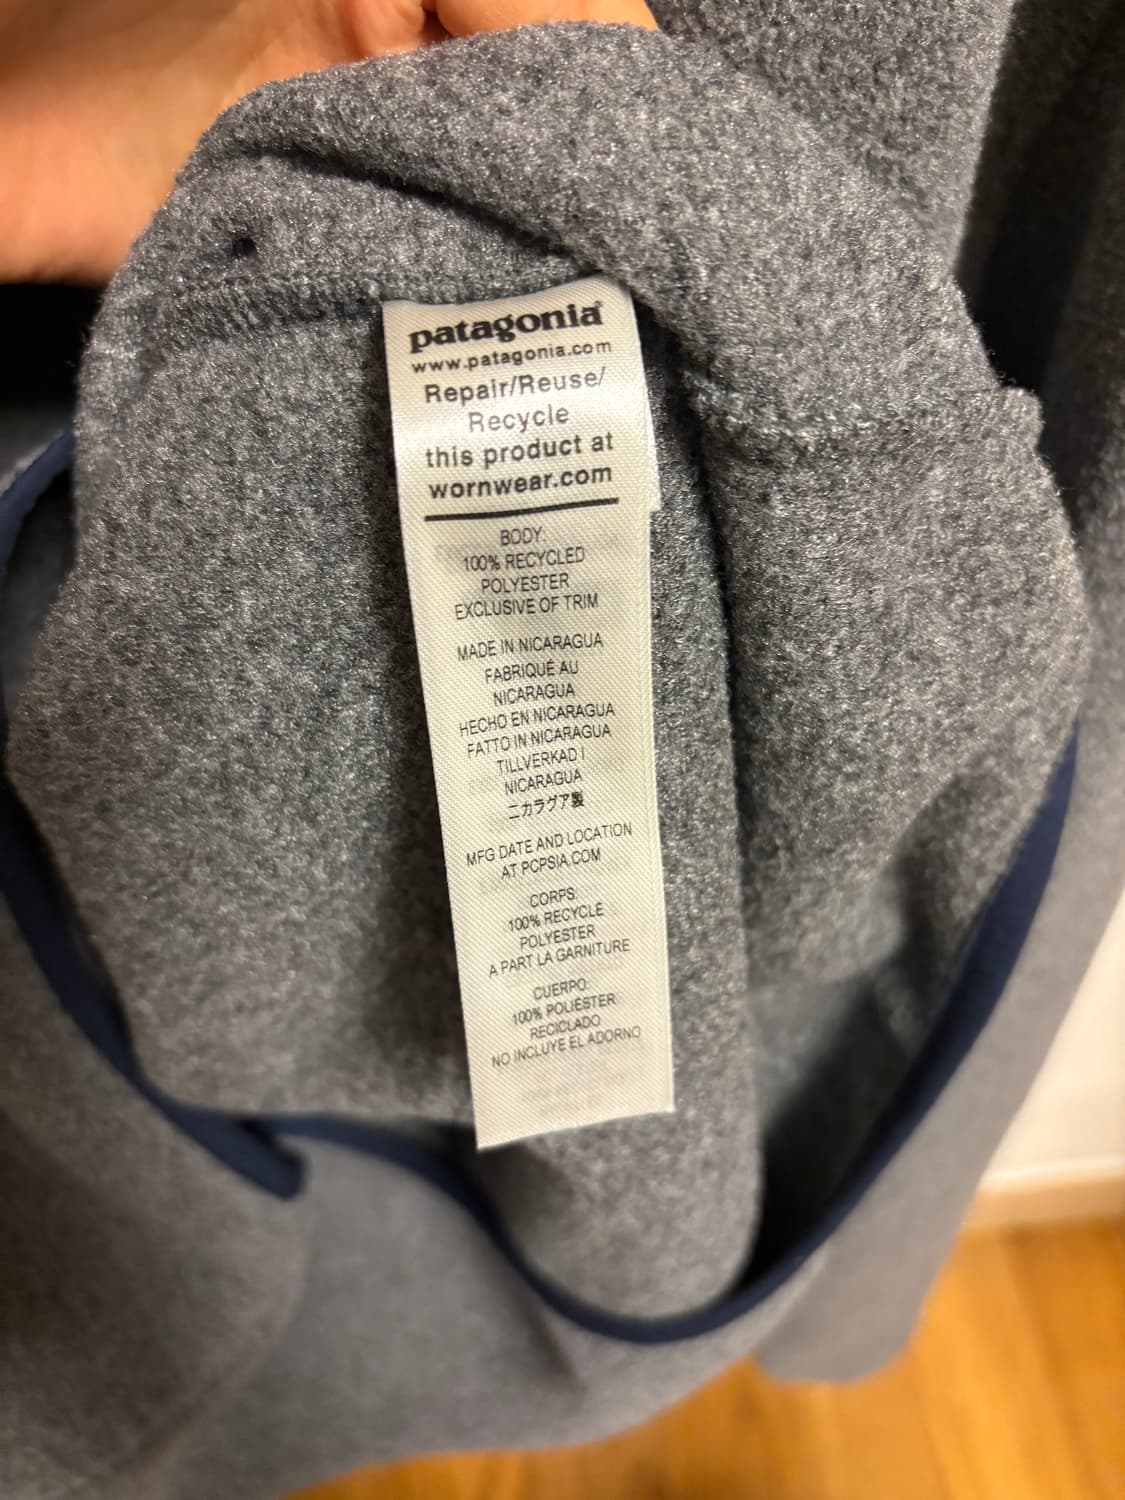 patagonia®
www.patagonia.com
Repair/Reuse/
Recycle
this product at
wornwear.com
BODY:
100% RECYCLED
POLYESTER
EXCLUSIVE OF TRIM
MADE IN NICARAGUA
FABRIQUÉ AU
NICARAGUA
HECHO EN NICARAGUA
FATTO IN NICARAGUA
TILLVERKAD I
NICARAGUA
ニカラグア製
MFG DATE AND LOCATION
AT PCPSIA.COM
CORPS:
100% RECYCLÉ
POLYESTER
A PART LA GARNITURE
CUERPO:
100% POLIÉSTER
RECICLADO
NO INCLUYE EL ADORNO